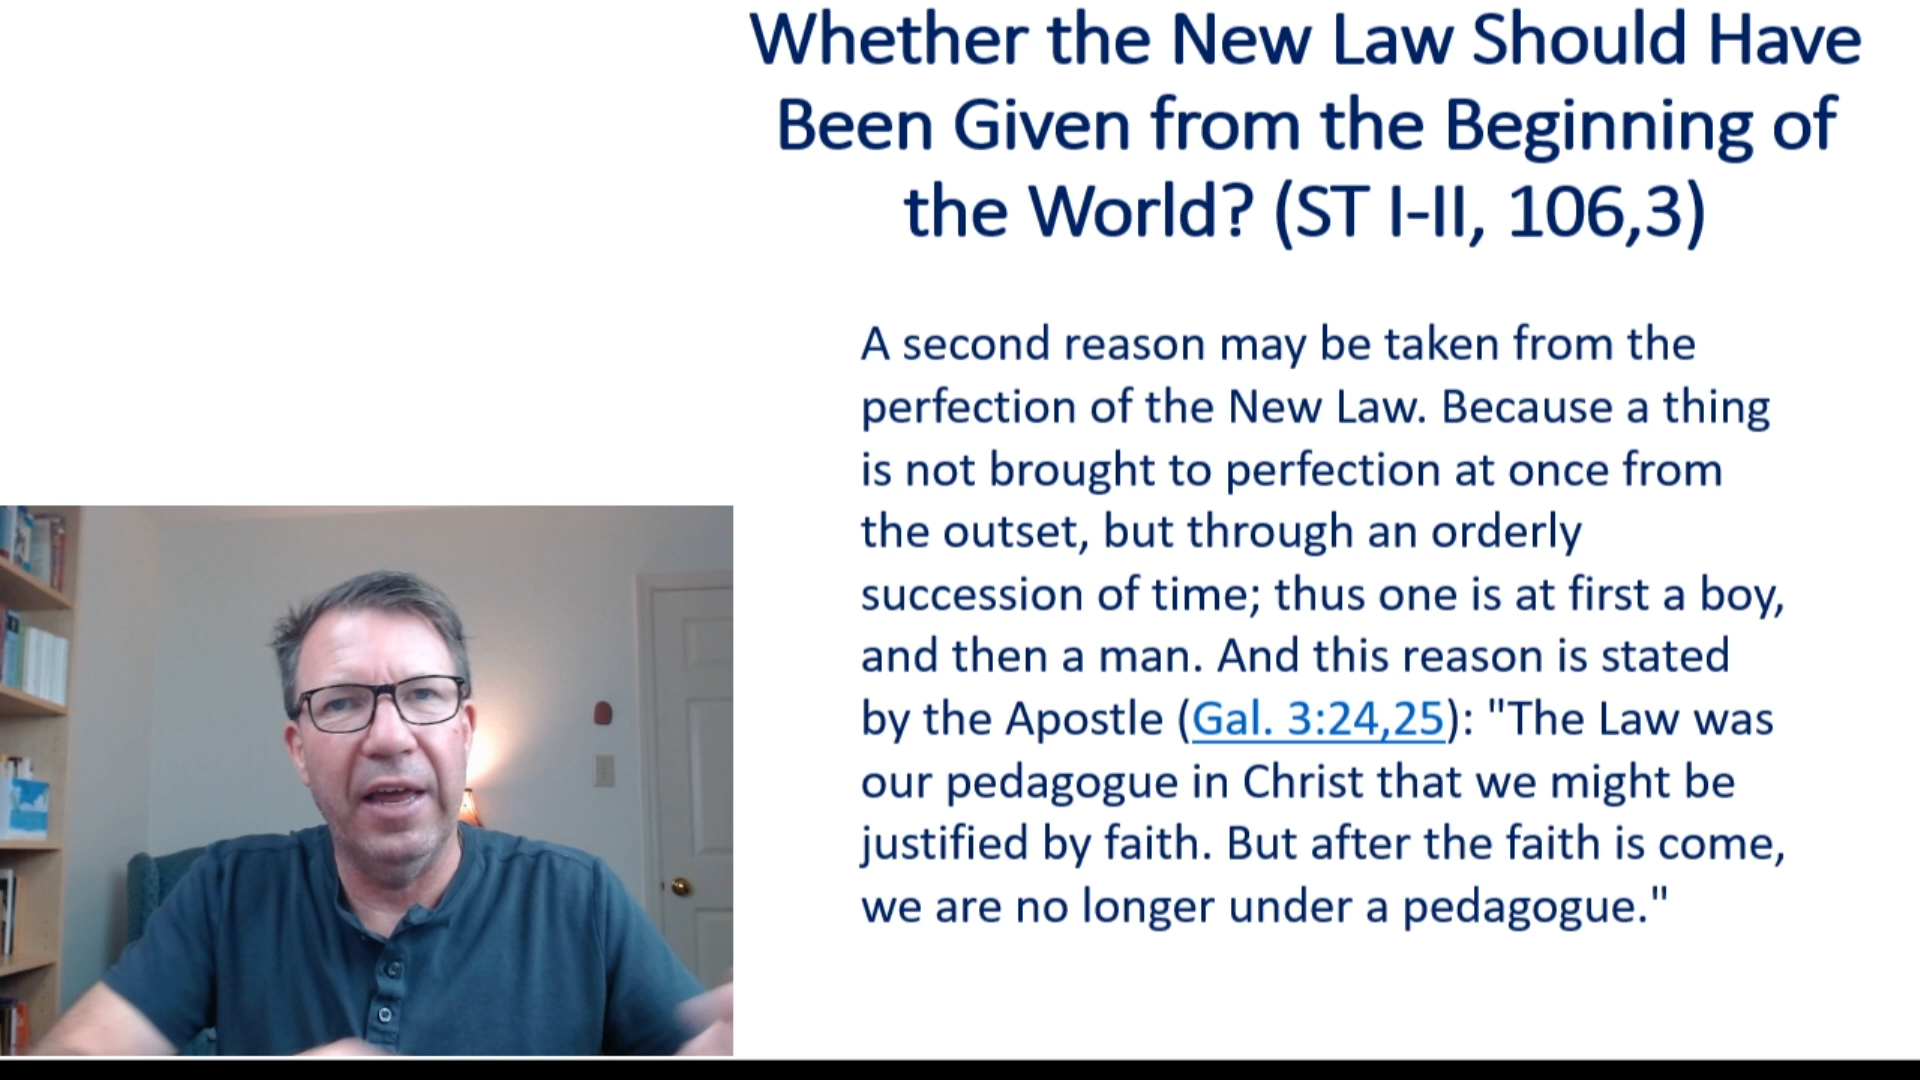 Whether the New Law Should Have
Been Given from the Beginning of
the World? (ST I-II, 106,3)
A second reason may be taken from the
perfection of the New Law. Because a thing
is not brought to perfection at once from
the outset, but through an orderly
succession of time; thus one is at first a boy,
and then a man. And this reason is stated
by the Apostle (Gal. 3:24,25): "The Law was
our pedagogue in Christ that we might be
justified by faith. But after the faith is come,
we are no longer under a pedagogue."